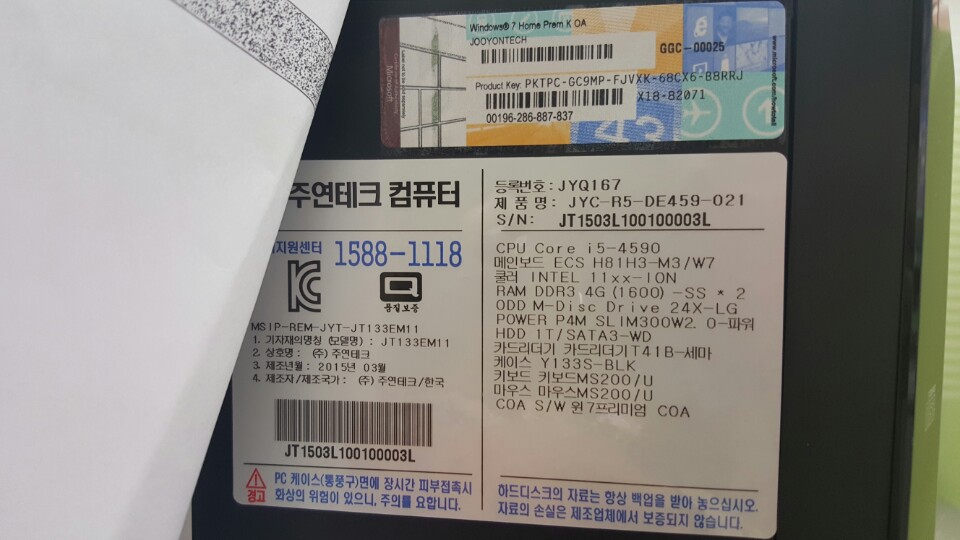 Windows® 7 Home Prem K OA
JOOYONTECH
GGC-00025
Product Key: PKTPC-GC9MP-FJVXK-68CX6-B8RRJ
X18-82071
00196-286-887-837
Microsoft
주연테크 컴퓨터
지원센터 1588-1118
품질보증
MSIP-REM-JYT-JT133EM11
1. 기자재의명칭 (모델명) : JT133EM11
2. 상호명 : (주) 주연테크
3. 제조년월 : 2015년 03월
4. 제조자/제조국가 : (주) 주연테크/한국
JT1503L100100003L
경고 PC 케이스(통풍구)면에 장시간 피부접촉시
화상의 위험이 있으니, 주의를 요합니다.
등록번호: JYQ167
제 품 명: JYC-R5-DE459-021
S/N: JT1503L100100003L
CPU Core i5-4590
메인보드 ECS H81H3-M3/W7
쿨러 INTEL 11xx-ION
RAM DDR3 4G (1600) -SS * 2
ODD M-Disc Drive 24X-LG
POWER P4M SLIM300W2.0-파워
HDD 1T/SATA3-WD
카드리더기 카드리더기T41B-세마
케이스 Y133S-BLK
키보드 키보드MS200/U
마우스 마우스MS200/U
COA S/W 윈7프리미엄 COA
하드디스크의 자료는 항상 백업을 받아 놓으십시오.
자료의 손실은 제조업체에서 보증되지 않습니다.